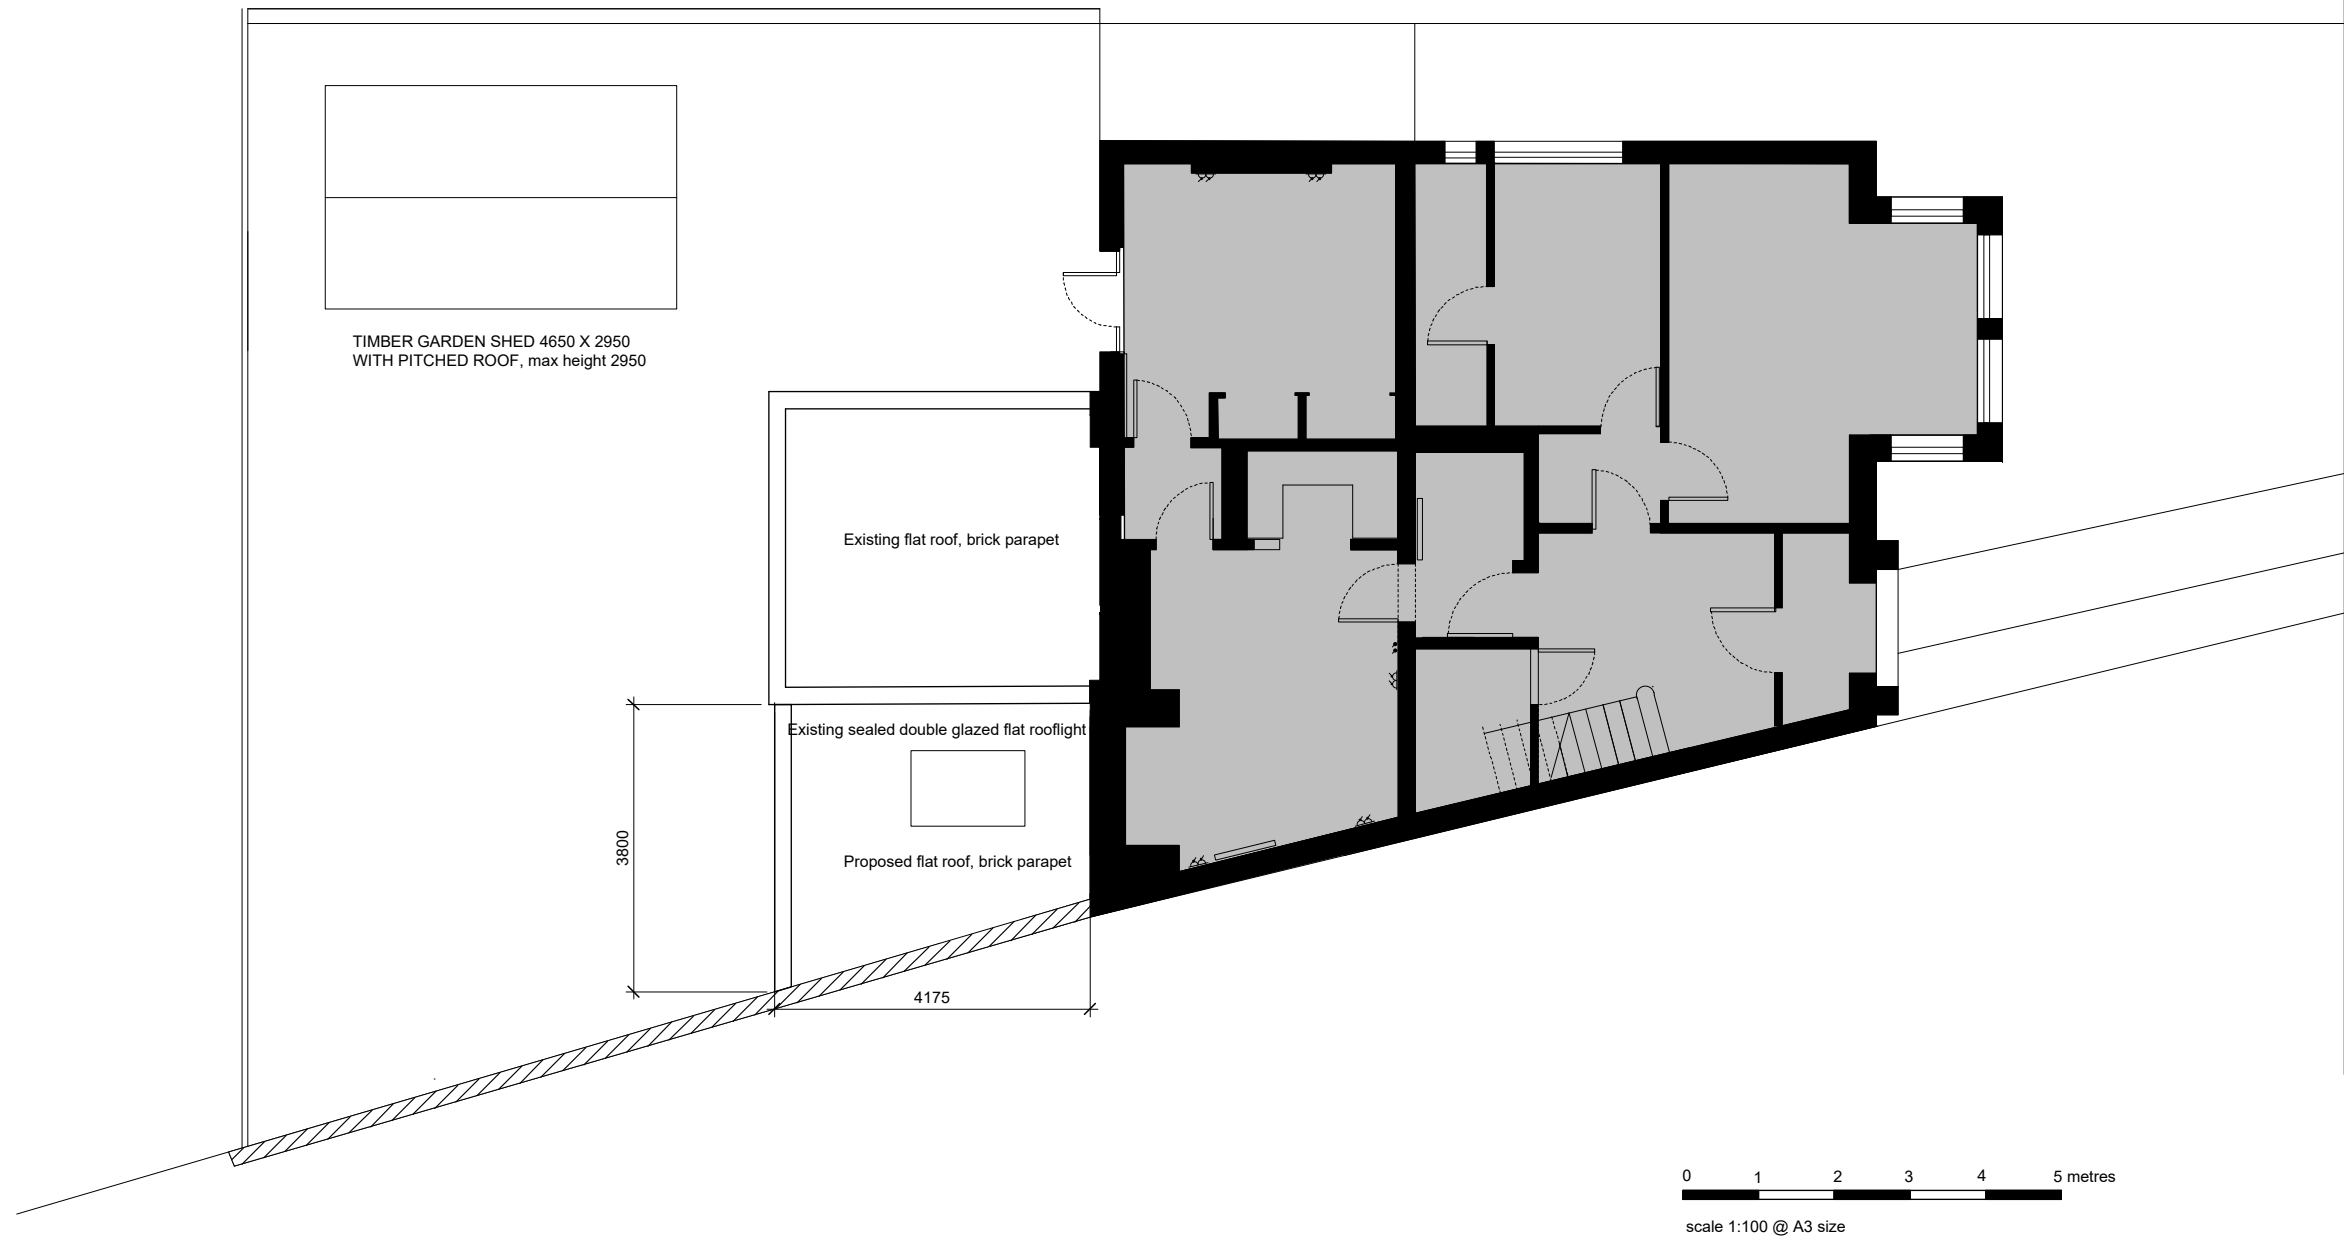 TIMBER GARDEN SHED 4650 X 2950
WITH PITCHED ROOF, max height 2950
Existing flat roof, brick parapet
Existing sealed double glazed flat rooflight
3800
Proposed flat roof, brick parapet
4175
0 1 2 3 4 5 metres
scale 1:100 @ A3 size